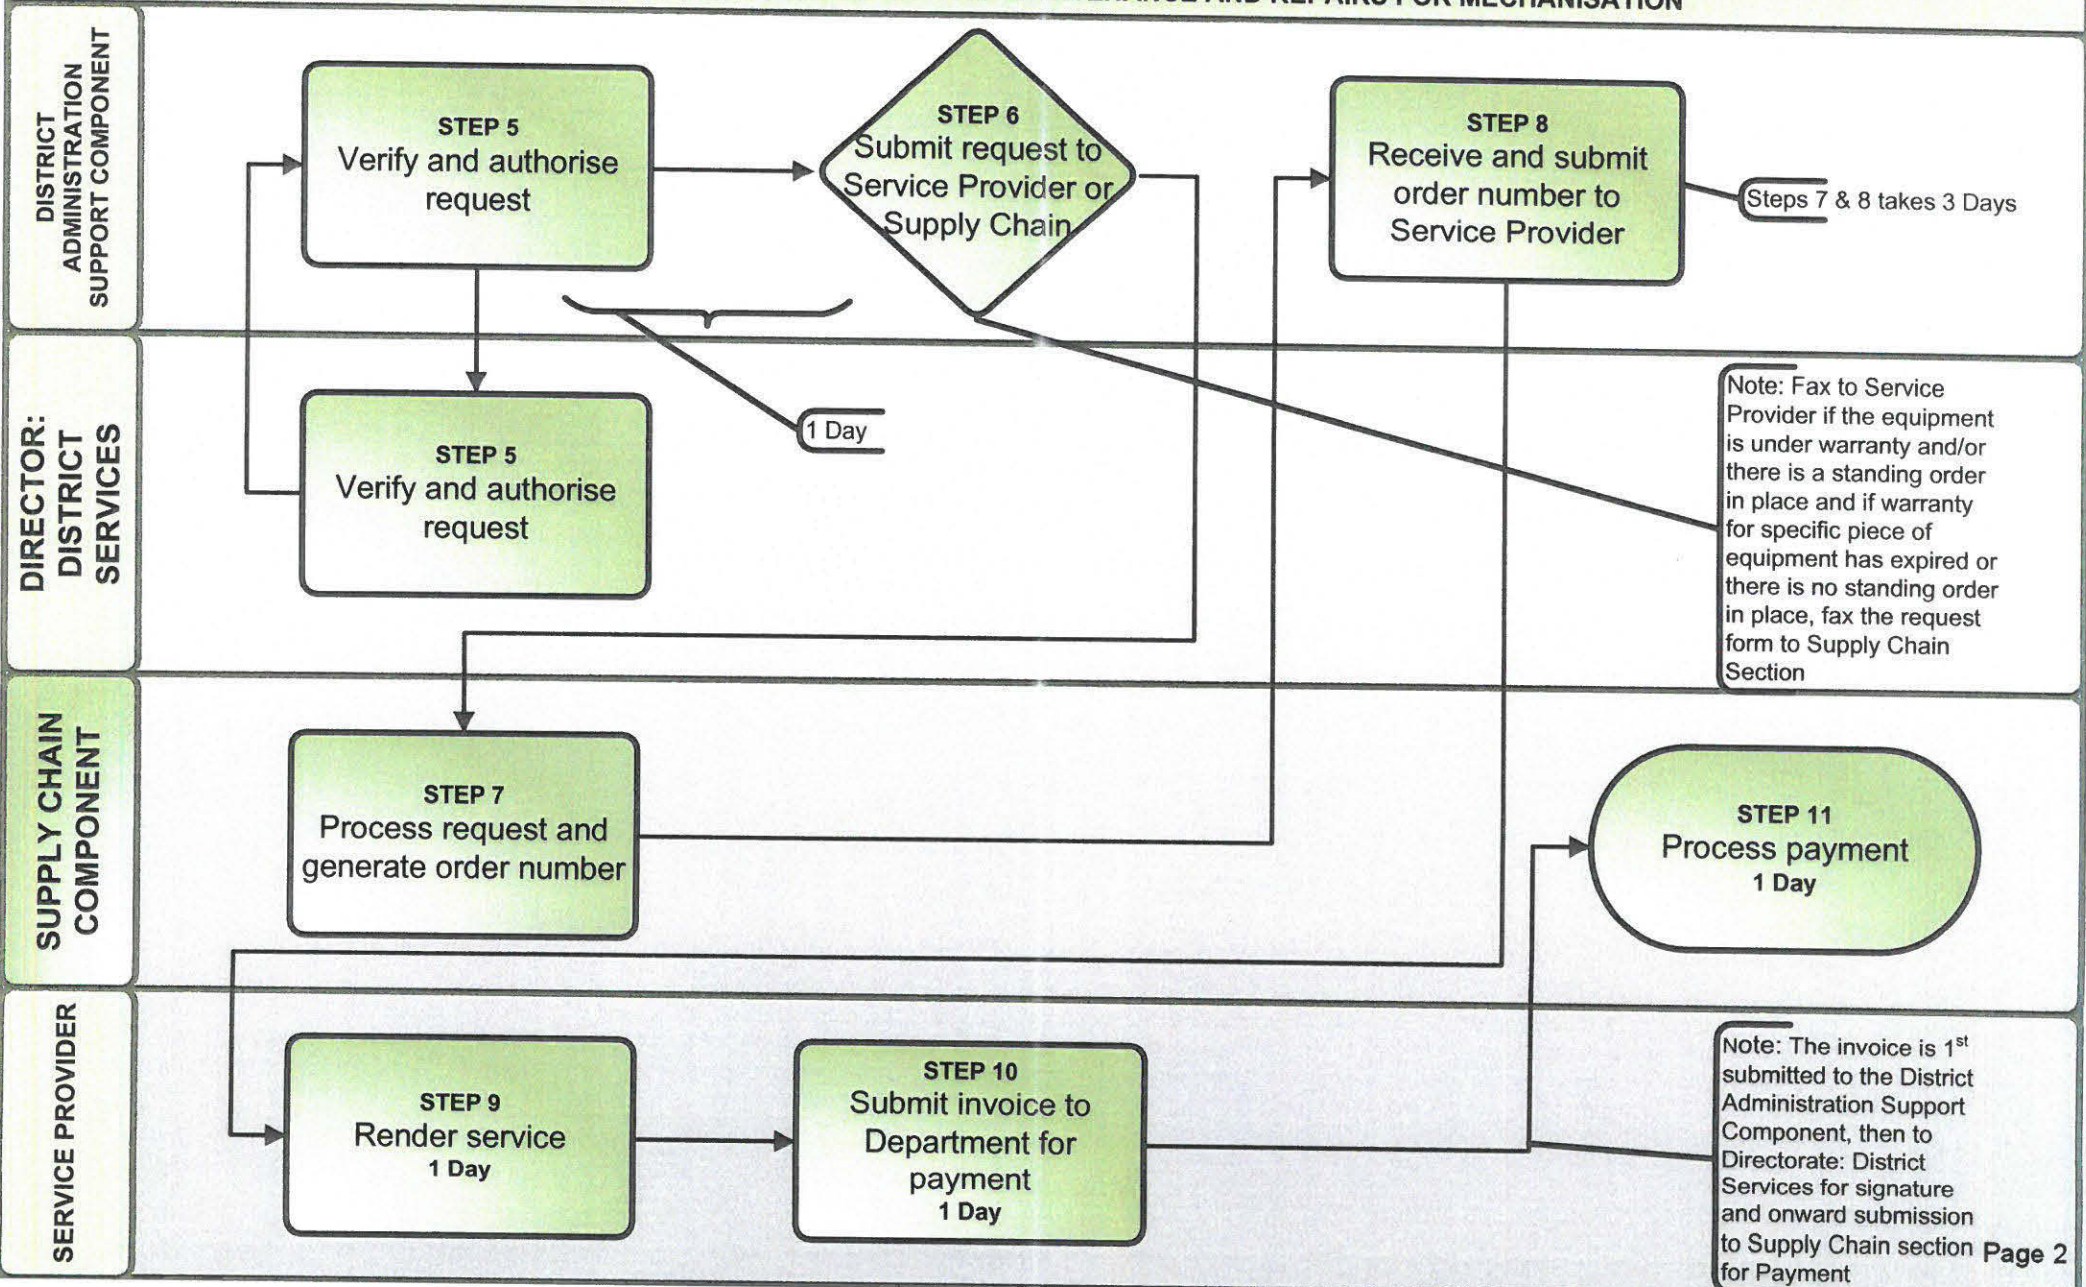 AND REPAIRS FOR MECHANISATION
DISTRICT
ADMINISTRATION
SUPPORT COMPONENT
STEP 5
Verify and authorise
request
STEP 6
Submit request to
Service Provider or
Supply Chain
STEP 8
Receive and submit
order number to
Service Provider
Steps 7 & 8 takes 3 Days
DIRECTOR:
DISTRICT
SERVICES
STEP 5
Verify and authorise
request
1 Day
Note: Fax to Service
Provider if the equipment
is under warranty and/or
there is a standing order
in place and if warranty
for specific piece of
equipment has expired or
there is no standing order
in place, fax the request
form to Supply Chain
Section
SUPPLY CHAIN
COMPONENT
STEP 7
Process request and
generate order number
STEP 11
Process payment
1 Day
SERVICE PROVIDER
STEP 9
Render service
1 Day
STEP 10
Submit invoice to
Department for
payment
1 Day
Note: The invoice is 1st
submitted to the District
Administration Support
Component, then to
Directorate: District
Services for signature
and onward submission
to Supply Chain section
for Payment
Page 2